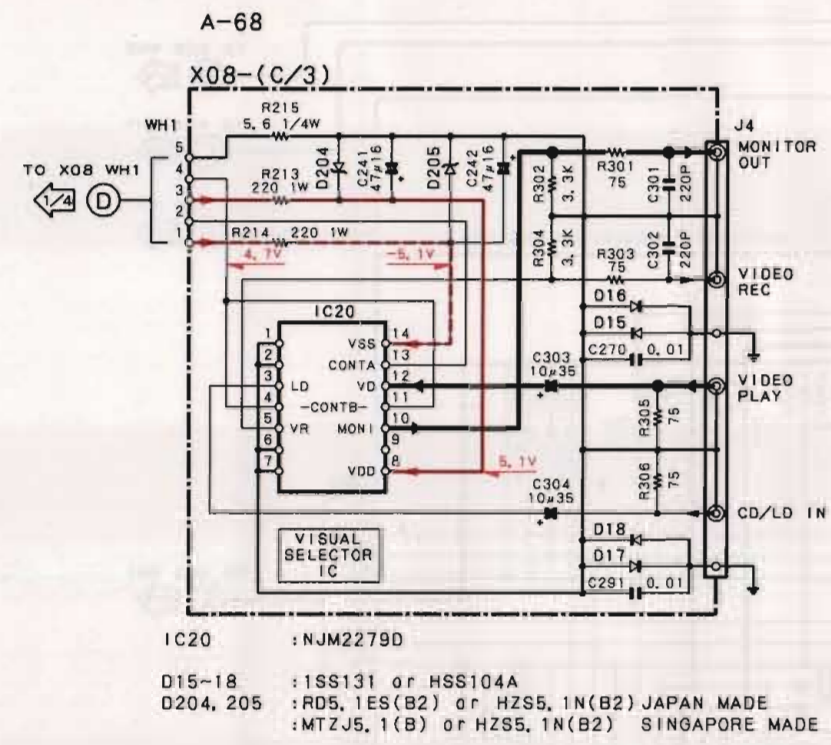 A-68
X08-(C/3)
WH1
5
4
3
2
1
TO X08 WH1
1/4
D
R215
5.6 1/4W
R213
220 1W
R214
220 1W
4.7V
-5.1V
D204
C241
47μ16
+
D205
C242
47μ16
+
R302
3.3K
R301
75
C301
220P
R304
3.3K
R303
75
C302
220P
J4
MONITOR
OUT
VIDEO
REC
D16
D15
C270 0.01
IC20
1
2
3
4
5
6
7
14
13
12
11
10
9
8
VSS
CONTA
LD
VD
-CONTB-
VR
MONI
VDD
5.1V
C303
10μ35
+
R305
75
VIDEO
PLAY
C304
10μ35
+
R306
75
CD/LD IN
VISUAL
SELECTOR
IC
D18
D17
C291 0.01
IC20 :NJM2279D
D15~18 :1SS131 or HSS104A
D204, 205 :RD5.1ES(B2) or HZS5.1N(B2) JAPAN MADE
:MTZJ5.1(B) or HZS5.1N(B2) SINGAPORE MADE